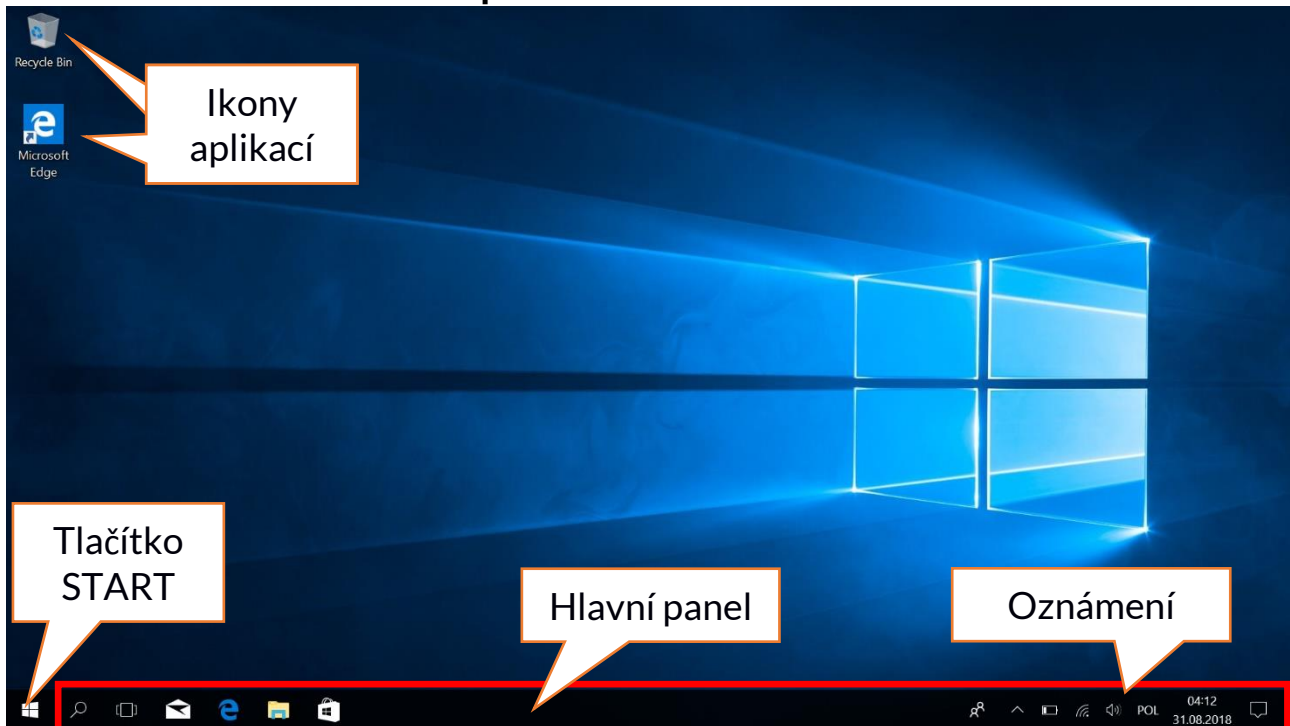 Recycle Bin
Ikony
aplikací
Microsoft
Edge
Tlačítko
START
Hlavní panel
Oznámení
POL
04:12
31.08.2018